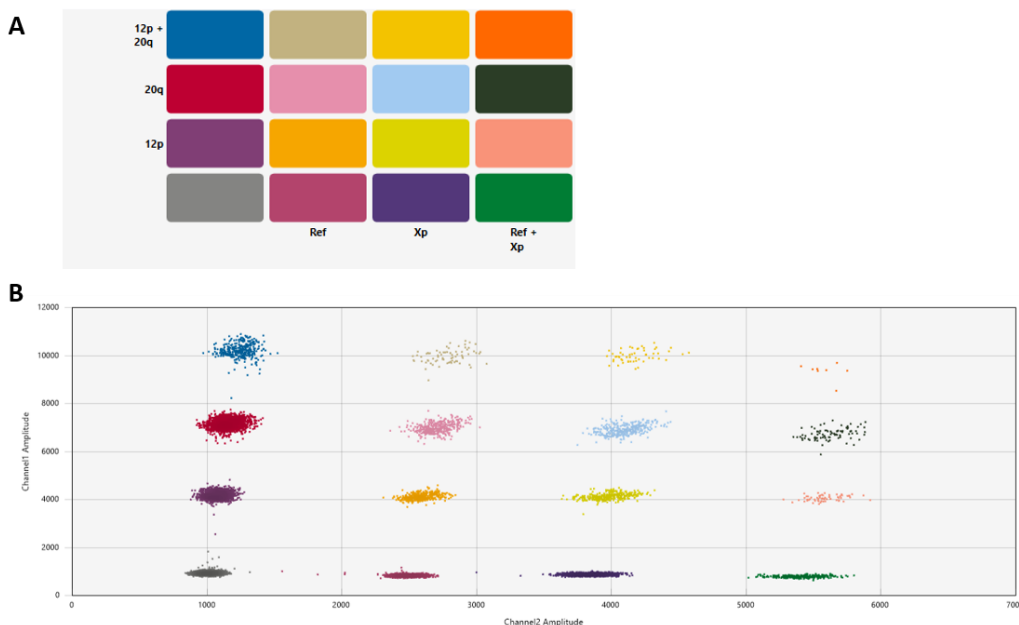 A
12p +
20q
20q
12p
Ref
Xp
Ref +
Xp
B
12000
10000
8000
6000
4000
2000
0
Channel1 Amplitude
0
1000
2000
3000
4000
5000
6000
700
Channel2 Amplitude